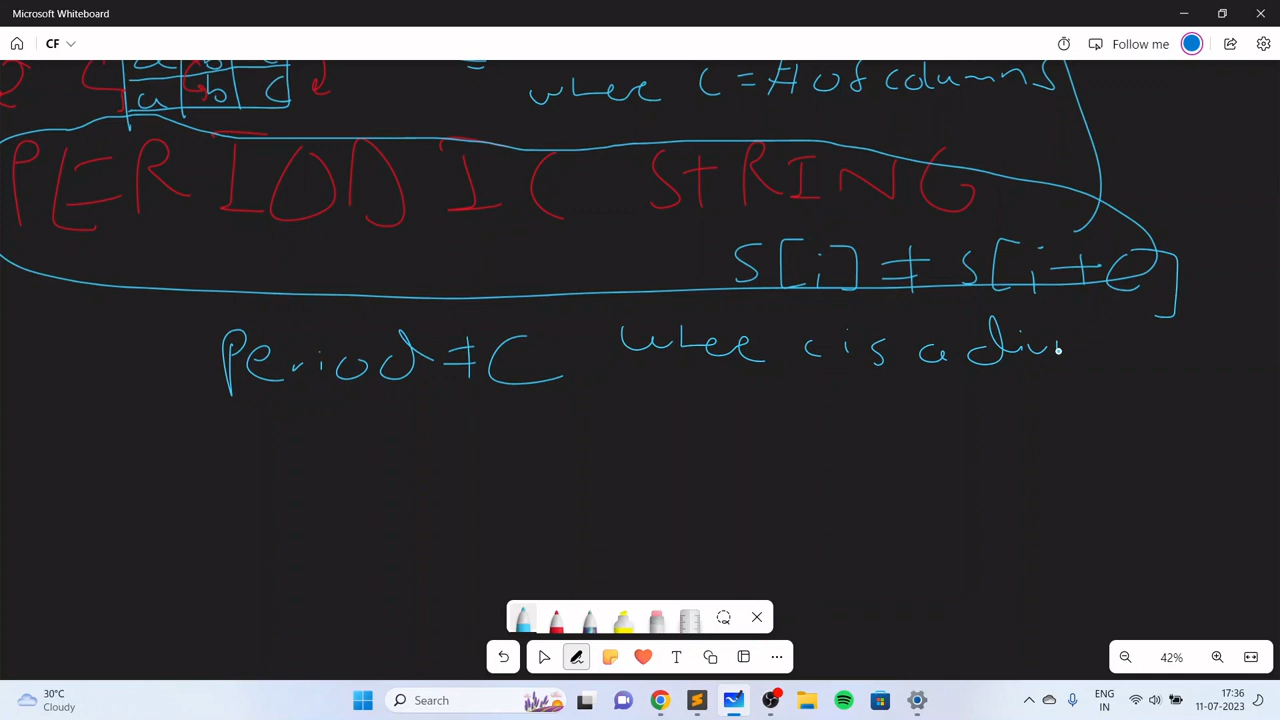 Microsoft Whiteboard
CF
Follow me
a b c
where c = # of columns
PERIODIC STRING
S[i] ≠ S[i+c]
Period ≠ C where c is a div
42%
30°C
Cloudy
Search
ENG
IN
17:36
11-07-2023